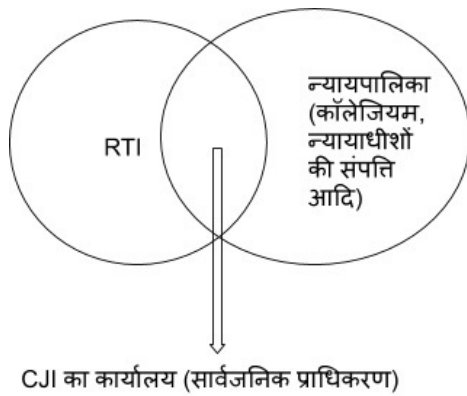 RTI
न्यायपालिका
(कॉलेजियम,
न्यायाधीशों
की संपत्ति
आदि)
CJI का कार्यालय (सार्वजनिक प्राधिकरण)